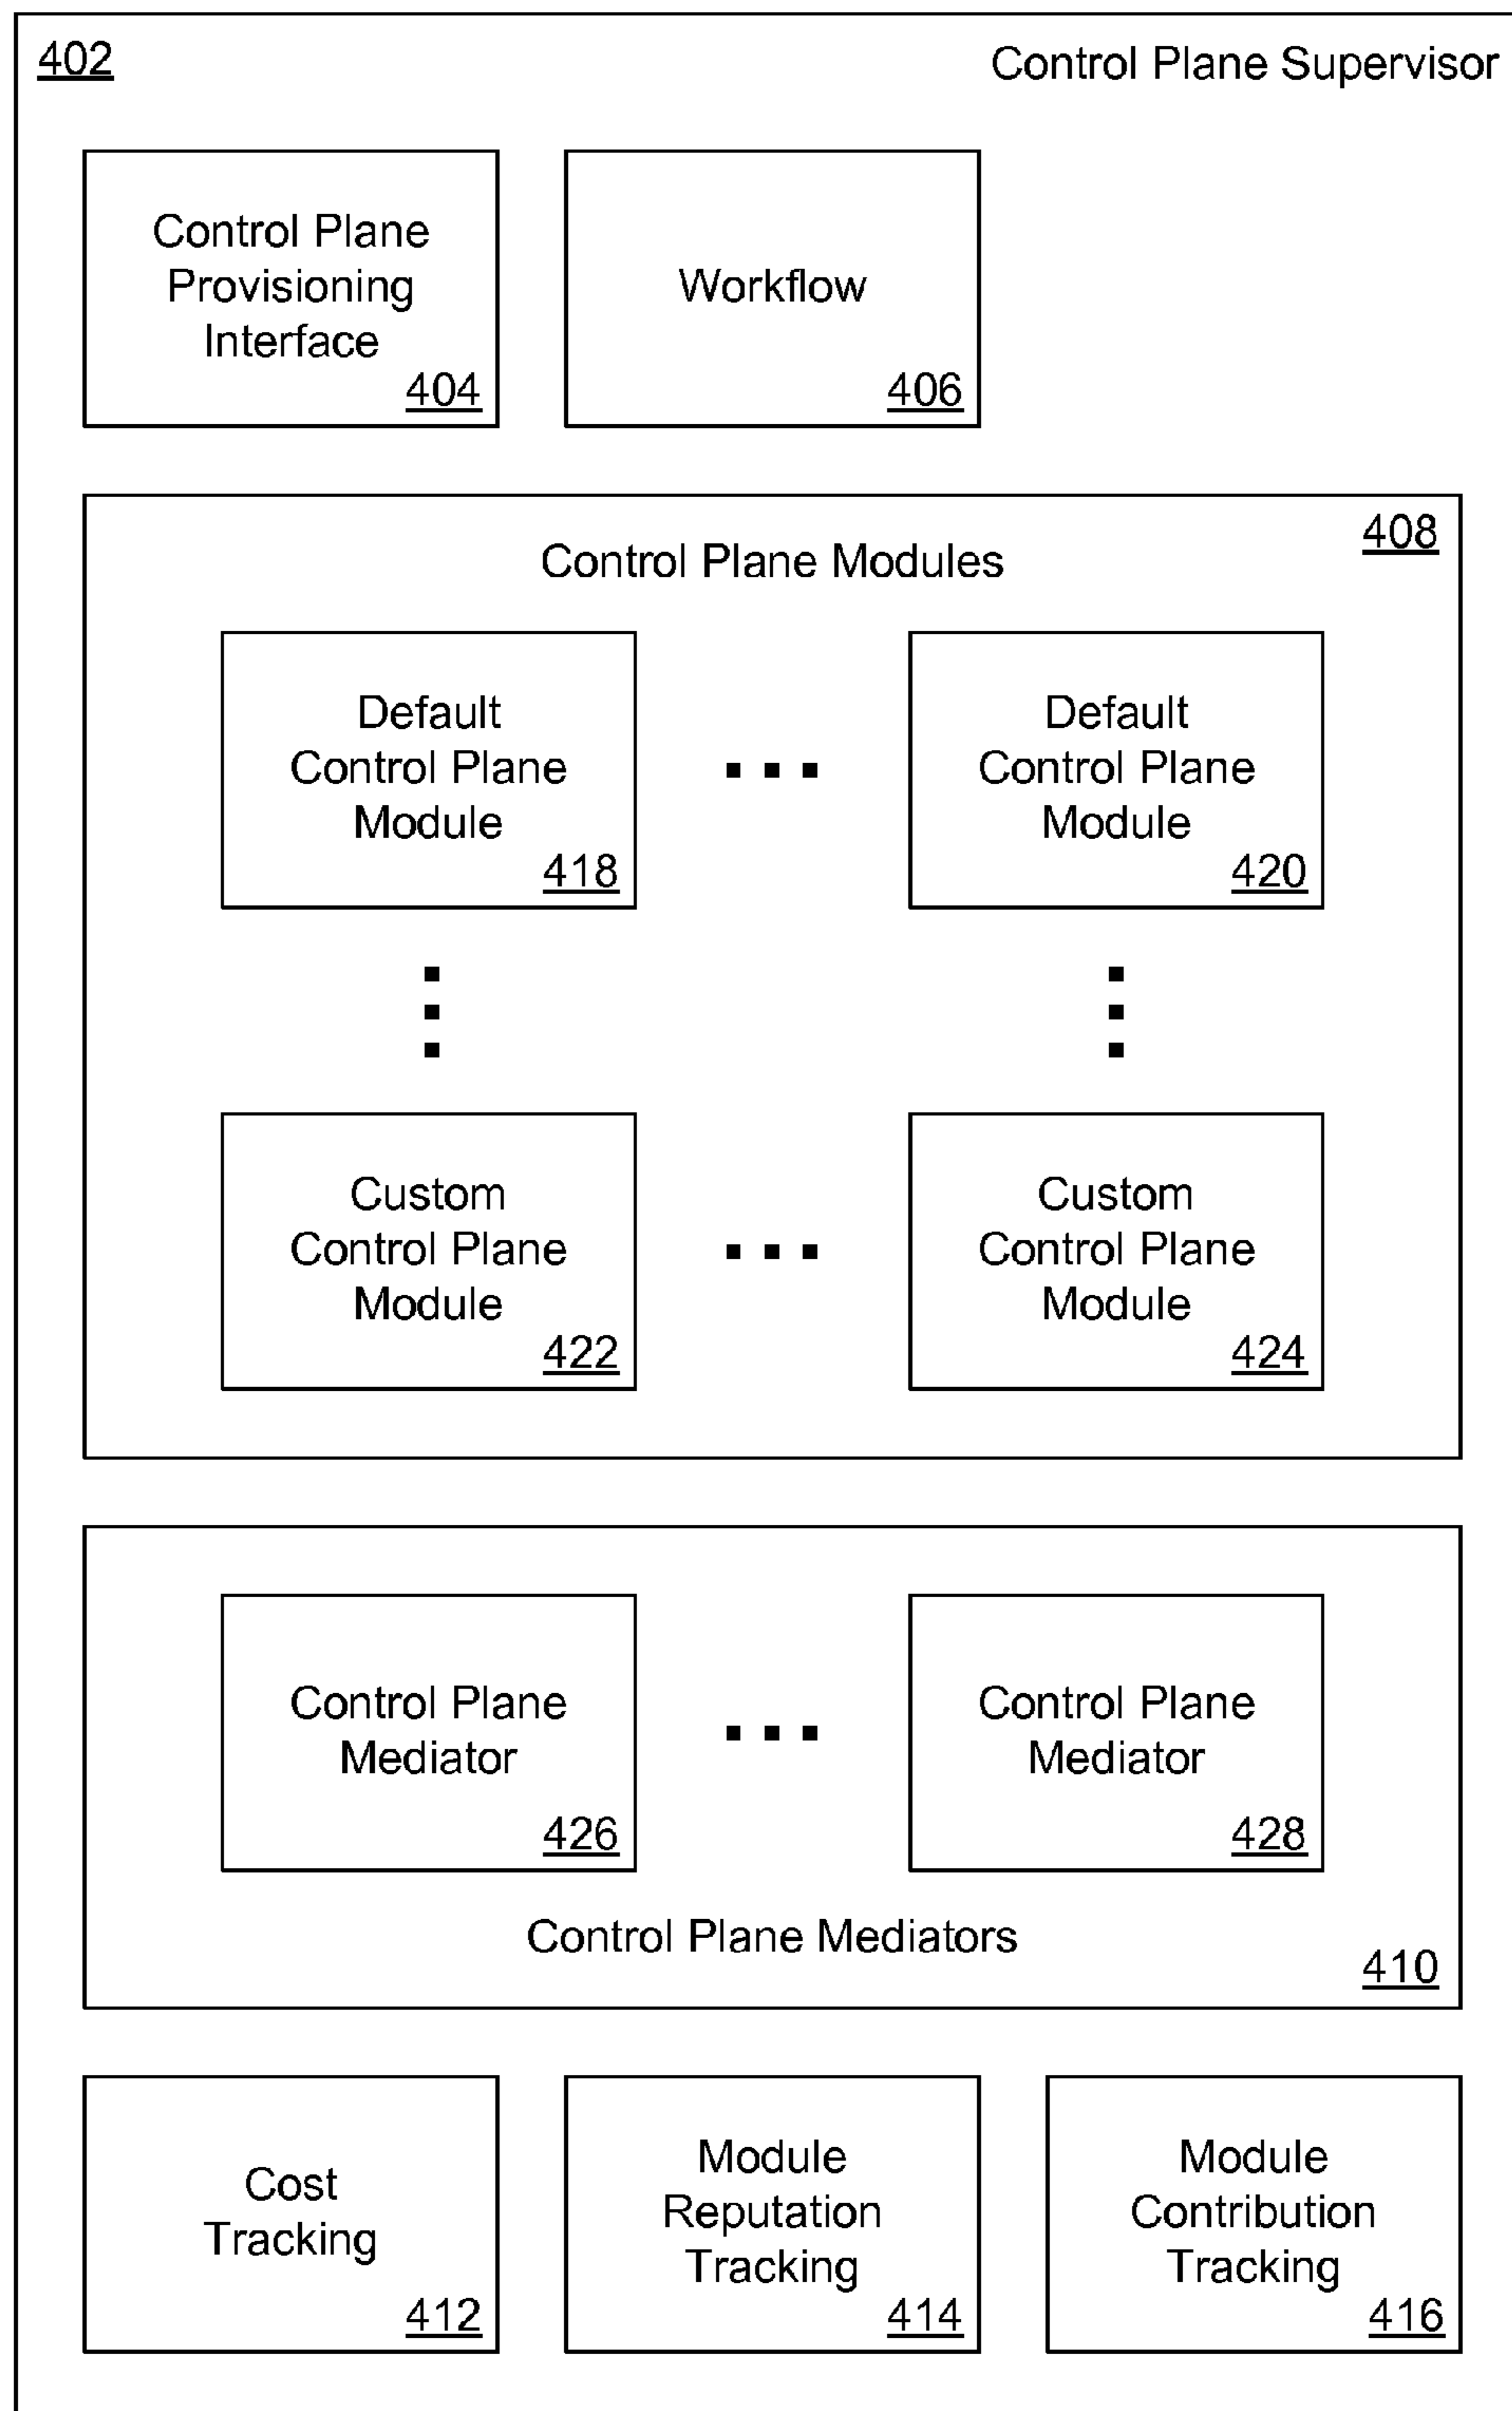 402
Control Plane Supervisor
Control Plane
Provisioning
Interface
404
Workflow
406
408
Control Plane Modules
Default
Control Plane
Module
418
Default
Control Plane
Module
420
Custom
Control Plane
Module
422
Custom
Control Plane
Module
424
Control Plane
Mediator
426
Control Plane
Mediator
428
Control Plane Mediators
410
Cost
Tracking
412
Module
Reputation
Tracking
414
Module
Contribution
Tracking
416